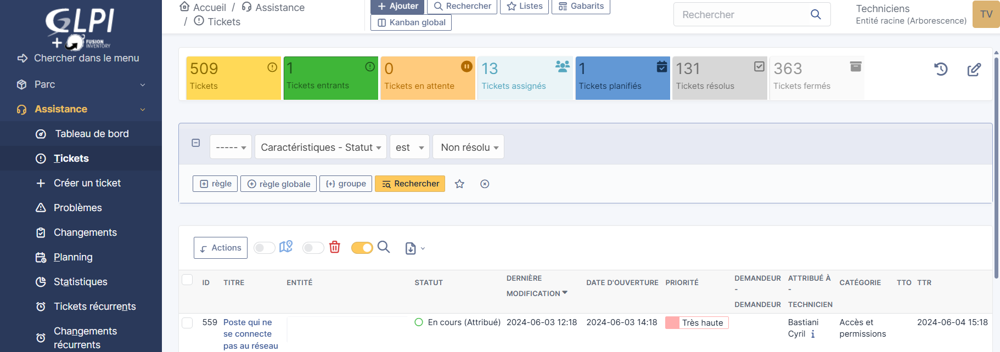 GLPI
FUSION
INVENTORY
Chercher dans le menu
Parc
Assistance
Tableau de bord
Tickets
Créer un ticket
Problèmes
Changements
Planning
Statistiques
Tickets récurrents
Changements
récurrents
Accueil / Assistance
/ Tickets
Ajouter
Rechercher
Listes
Gabarits
Kanban global
Rechercher
Techniciens
Entité racine (Arborescence)
TV
509
Tickets
1
Tickets entrants
0
Tickets en attente
13
Tickets assignés
1
Tickets planifiés
131
Tickets résolus
363
Tickets fermés
----- Caractéristiques - Statut est Non résolu
règle règle globale {+} groupe Rechercher
Actions
ID TITRE ENTITÉ STATUT DERNIÈRE MODIFICATION DATE D'OUVERTURE PRIORITÉ DEMANDEUR - DEMANDEUR ATTRIBUÉ À - TECHNICIEN CATÉGORIE TTO TTR
559 Poste qui ne En cours (Attribué) 2024-06-03 12:18 2024-06-03 14:18 Très haute Bastiani Accès et 2024-06-04 15:18
se connecte Cyril i permissions
pas au réseau